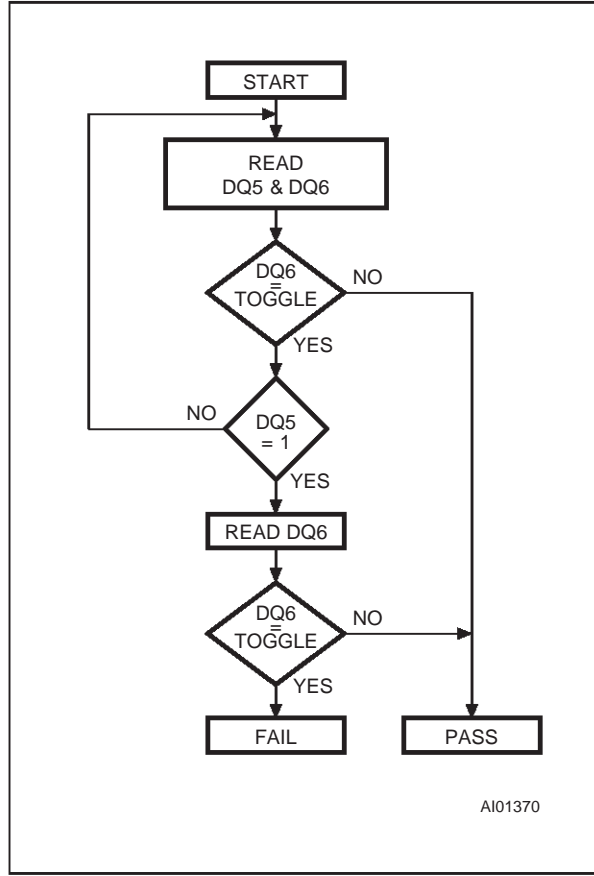 START
READ
DQ5 & DQ6
DQ6
=
TOGGLE
NO
YES
NO
DQ5
= 1
YES
READ DQ6
DQ6
=
TOGGLE
NO
YES
FAIL
PASS
AI01370